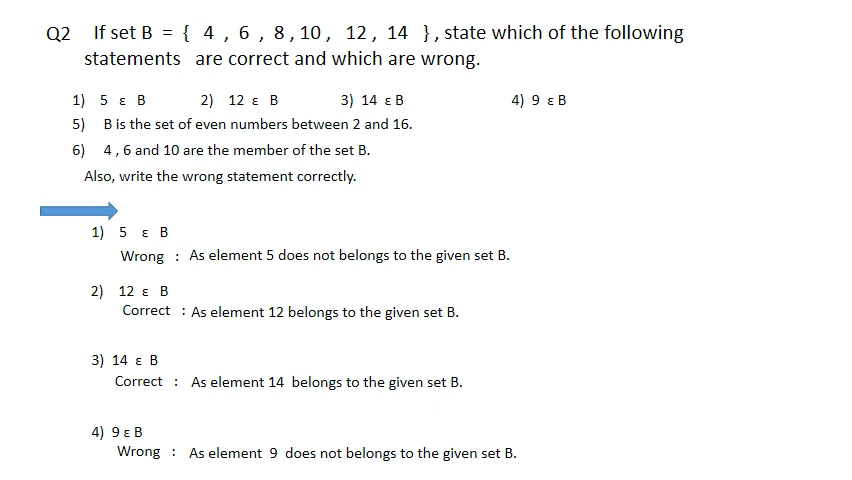 Q2 If set B = { 4 , 6 , 8 , 10 , 12 , 14 } , state which of the following
statements are correct and which are wrong.
1) 5 ε B 2) 12 ε B 3) 14 ε B 4) 9 ε B
5) B is the set of even numbers between 2 and 16.
6) 4 , 6 and 10 are the member of the set B.
Also, write the wrong statement correctly.
1) 5 ε B
Wrong : As element 5 does not belongs to the given set B.
2) 12 ε B
Correct : As element 12 belongs to the given set B.
3) 14 ε B
Correct : As element 14 belongs to the given set B.
4) 9 ε B
Wrong : As element 9 does not belongs to the given set B.